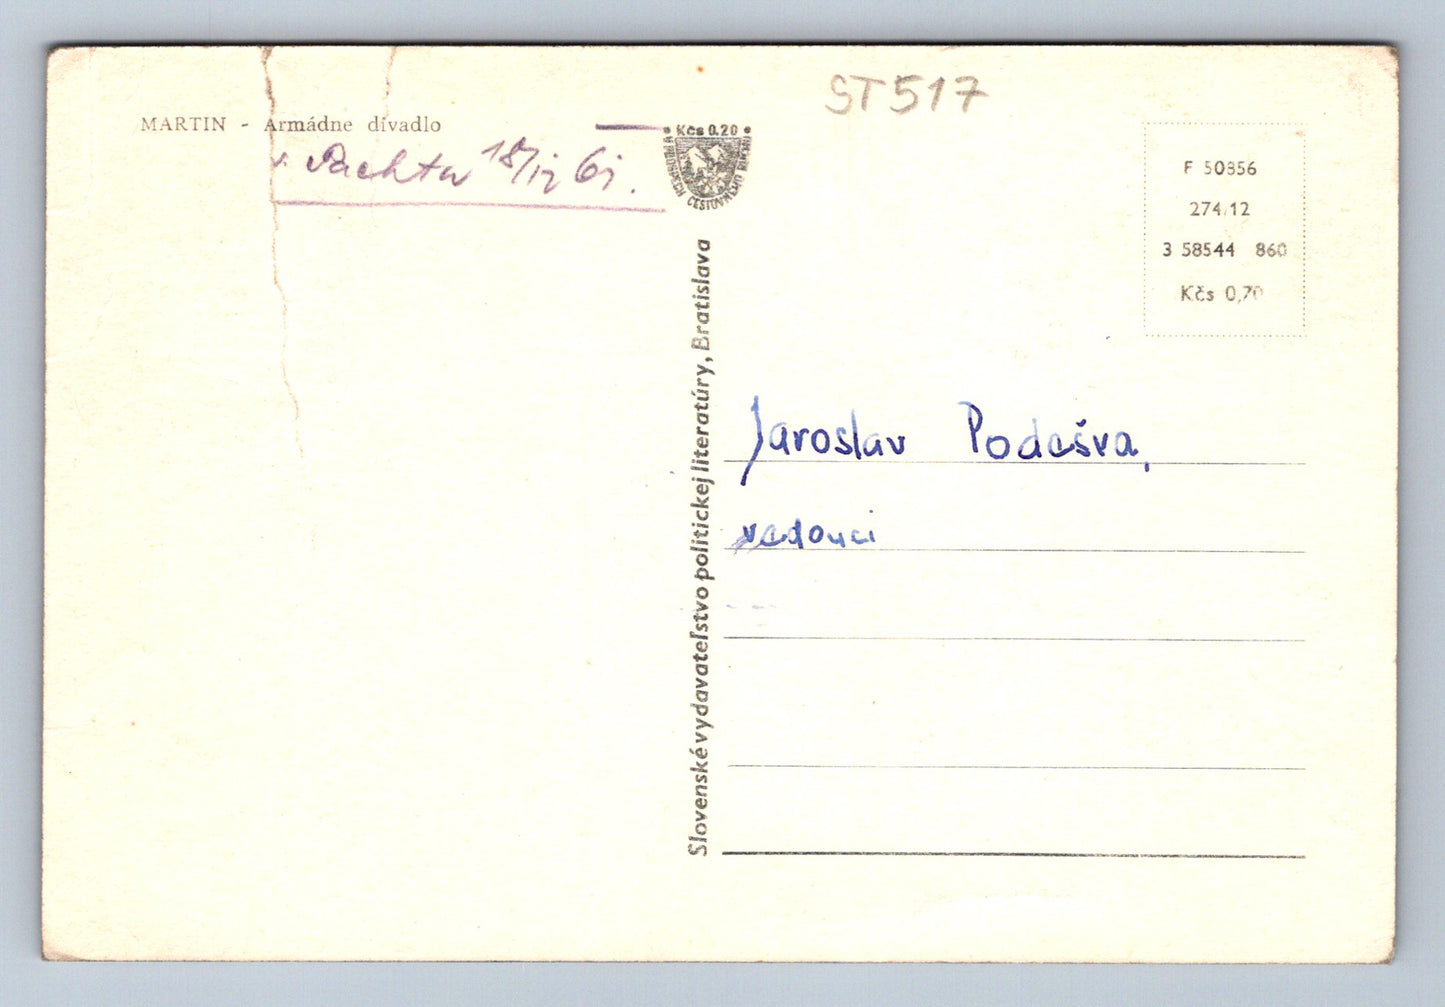 ST517
MARTIN - Armádne divadlo
Kčs 0.20
CESTOVNÉHO
F 50856
274/12
3 58544 860
Kčs 0,70
Slovenské vydavateľstvo politickej literatúry, Bratislava
Jaroslav Podešva,